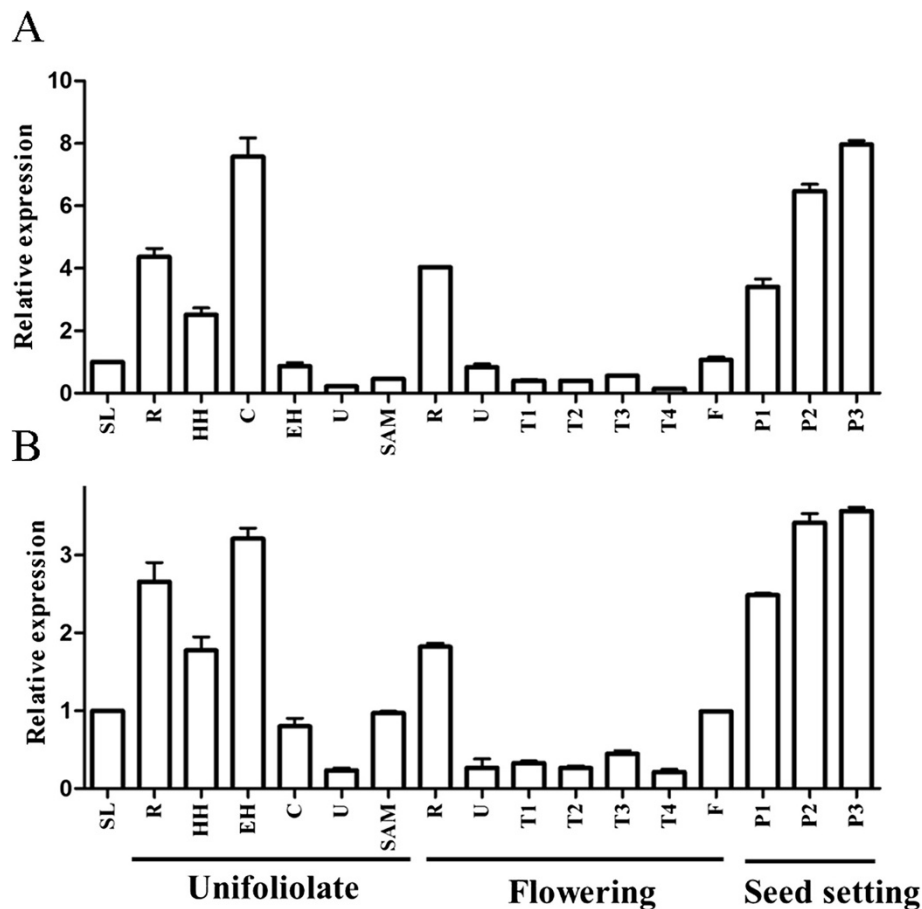 A
Relative expression
10
8
6
4
2
0
SL R HH C EH U SAM R U T1 T2 T3 T4 F P1 P2 P3
B
Relative expression
3
2
1
0
SL R HH EH C U SAM R U T1 T2 T3 T4 F P1 P2 P3
Unifoliolate Flowering Seed setting